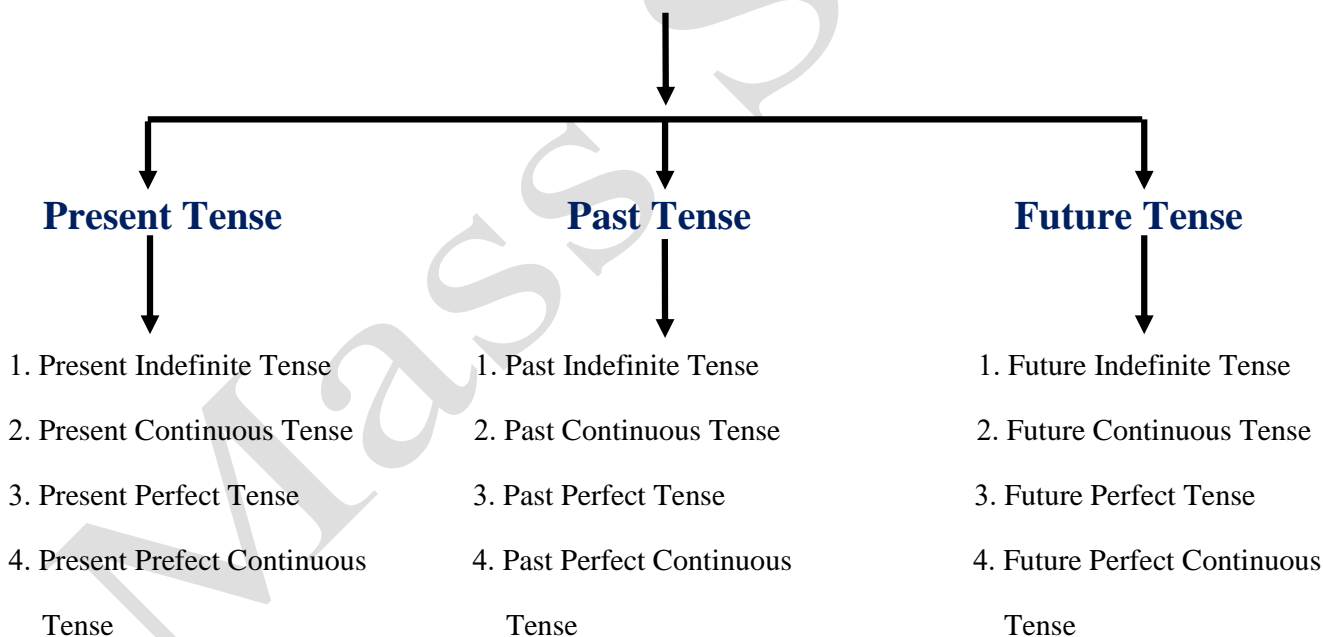 Present Tense
Past Tense
Future Tense
1. Present Indefinite Tense
2. Present Continuous Tense
3. Present Perfect Tense
4. Present Prefect Continuous
Tense
1. Past Indefinite Tense
2. Past Continuous Tense
3. Past Perfect Tense
4. Past Perfect Continuous
Tense
1. Future Indefinite Tense
2. Future Continuous Tense
3. Future Perfect Tense
4. Future Perfect Continuous
Tense
Mass